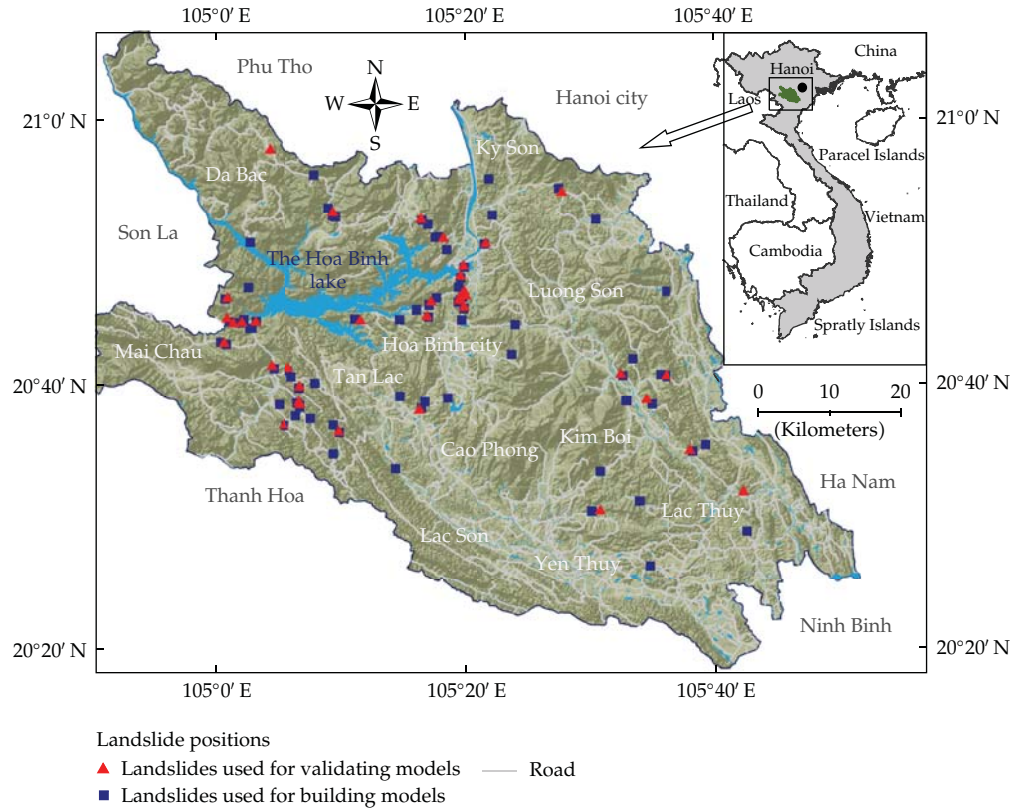 105°0′ E
105°20′ E
105°40′ E
Phu Tho
N
W
E
S
Hanoi city
China
Hanoi
Laos
Paracel Islands
Thailand
Vietnam
Cambodia
Spratly Islands
21°0′ N
21°0′ N
Ky Son
Da Bac
Son La
The Hoa Binh
lake
Luong Son
Hoa Binh city
Mai Chau
Tan Lac
20°40′ N
20°40′ N
0
10
20
(Kilometers)
Kim Boi
Cao Phong
Thanh Hoa
Ha Nam
Lac Thuy
Lac Son
Yen Thuy
Ninh Binh
20°20′ N
20°20′ N
105°0′ E
105°20′ E
105°40′ E
Landslide positions
Landslides used for validating models
Road
Landslides used for building models